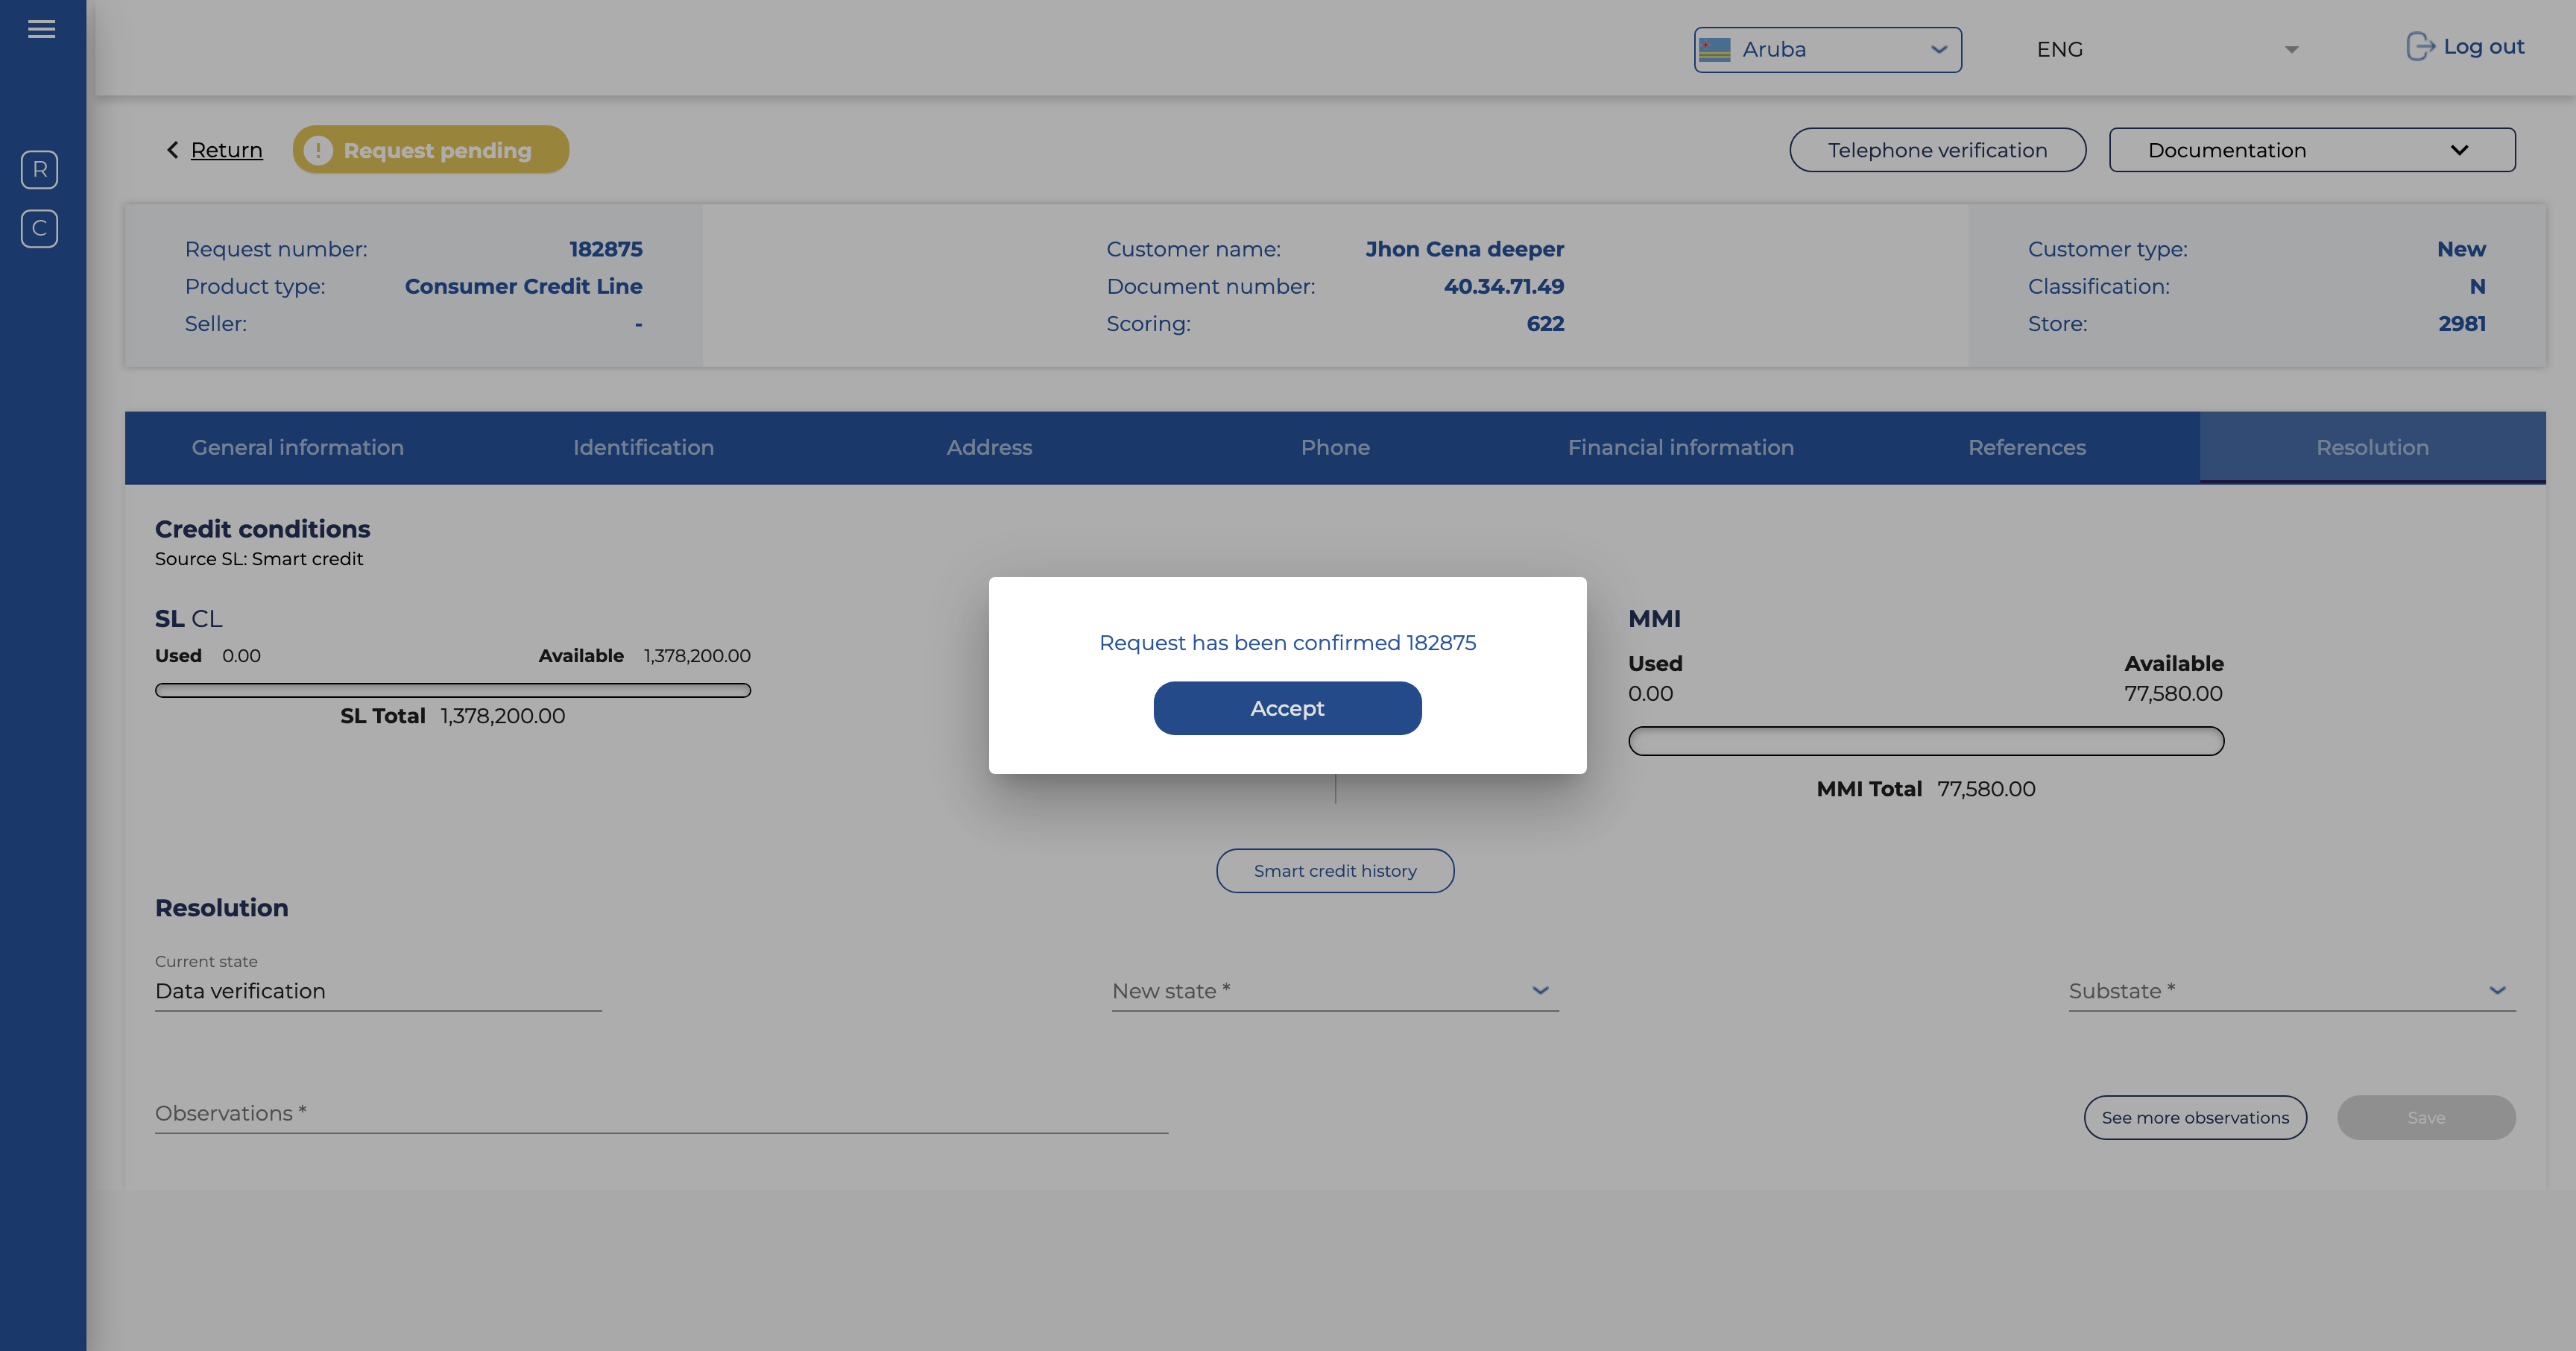 Aruba
ENG
Log out
R
C
Return
Request pending
Telephone verification
Documentation
Request number: 182875
Product type: Consumer Credit Line
Seller: -
Customer name: Jhon Cena deeper
Document number: 40.34.71.49
Scoring: 622
Customer type: New
Classification: N
Store: 2981
General information
Identification
Address
Phone
Financial information
References
Resolution
Credit conditions
Source SL: Smart credit
SL CL
Used 0.00 Available 1,378,200.00
SL Total 1,378,200.00
Request has been confirmed 182875
Accept
MMI
Used Available
0.00 77,580.00
MMI Total 77,580.00
Smart credit history
Resolution
Current state
Data verification
New state *
Substate *
Observations *
See more observations
Save